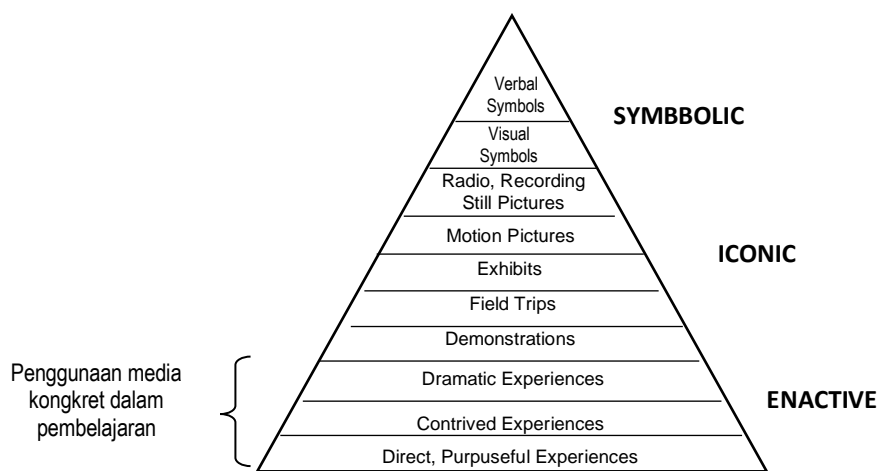 Verbal
Symbols
SYMBBOLIC
Visual
Symbols
Radio, Recording
Still Pictures
Motion Pictures
ICONIC
Exhibits
Field Trips
Demonstrations
Penggunaan media
kongkret dalam
pembelajaran
Dramatic Experiences
ENACTIVE
Contrived Experiences
Direct, Purpuseful Experiences